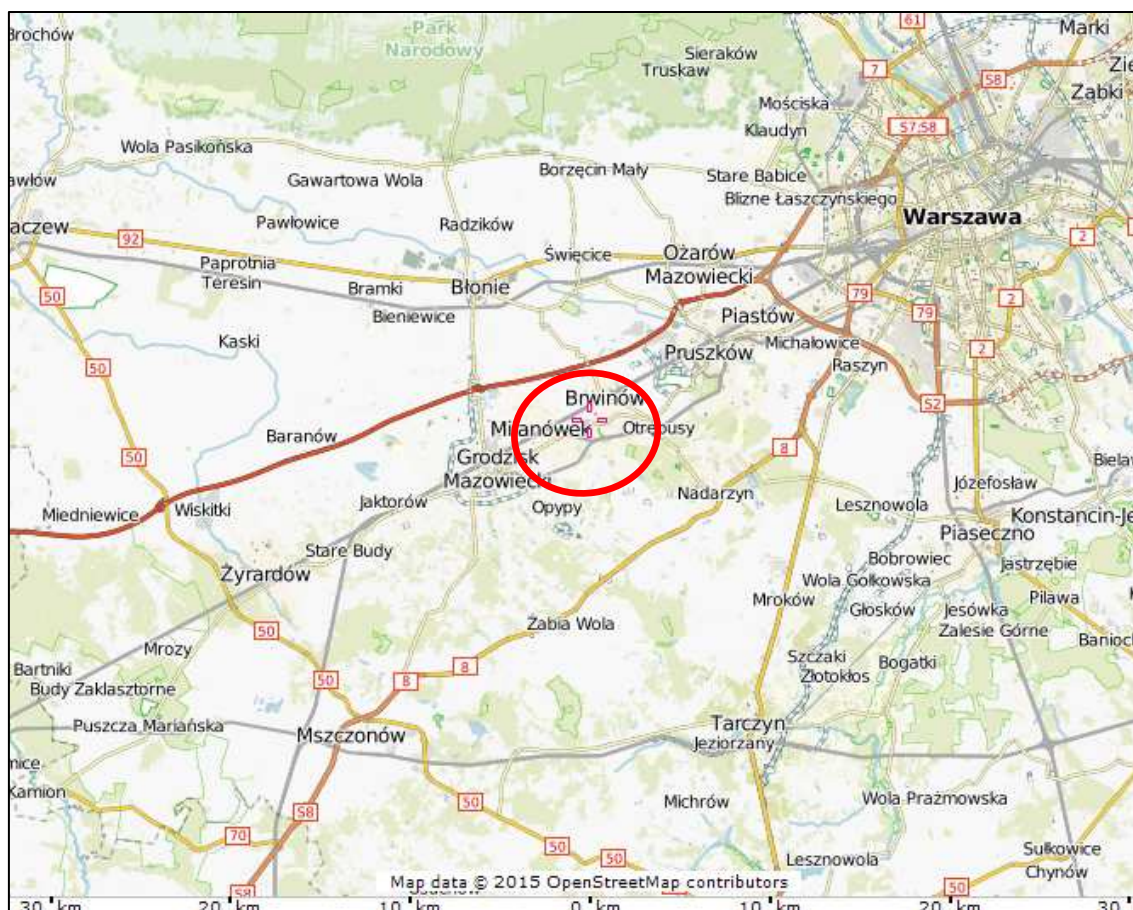 Brochów
Park
Narodowy
Sieraków
Truskaw
61
Marki
7
S8
Ząbki
Mościska
Klaudyn
S7;S8
Wola Pasikońska
Gawartowa Wola
Borzęcin Mały
Stare Babice
Blizne Łaszczyńskiego
Warszawa
Pawłowice
Radzików
92
Święcice
Ożarów
Mazowiecki
2
Paprotnia
Teresin
Bramki
Błonie
Bieniewice
50
79
2
79
Piastów
Kaski
Michałowice
Pruszków
Raszyn
2
50
Brwinów
S2
Milanówek
Otrębusy
Baranów
Grodzisk
Mazowiecki
8
50
Nadarzyn
Józefosław
Jaktorów
Opypy
Lesznowola
Miedniewice
Wiskitki
Konstancin-Je
Piaseczno
Stare Budy
Bobrowiec
Jastrzębie
Żyrardów
Wola Gołkowska
Mroków
Głosków
Jesówka
Pilawa
Żabia Wola
50
Zalesie Górne
Mrozy
Szczaki
Bogatki
Bartniki
8
Złotokłos
50
8
Budy Zaklasztorne
Puszcza Mariańska
Tarczyn
Mszczonów
Jeziorzany
Kamion
50
Michrów
Wola Prażmowska
S8
70
50
Sułkowice
50
Lesznowola
Chynów
S8
50
Map data © 2015 OpenStreetMap contributors
30 km
20 km
10 km
0 km
10 km
20 km
30